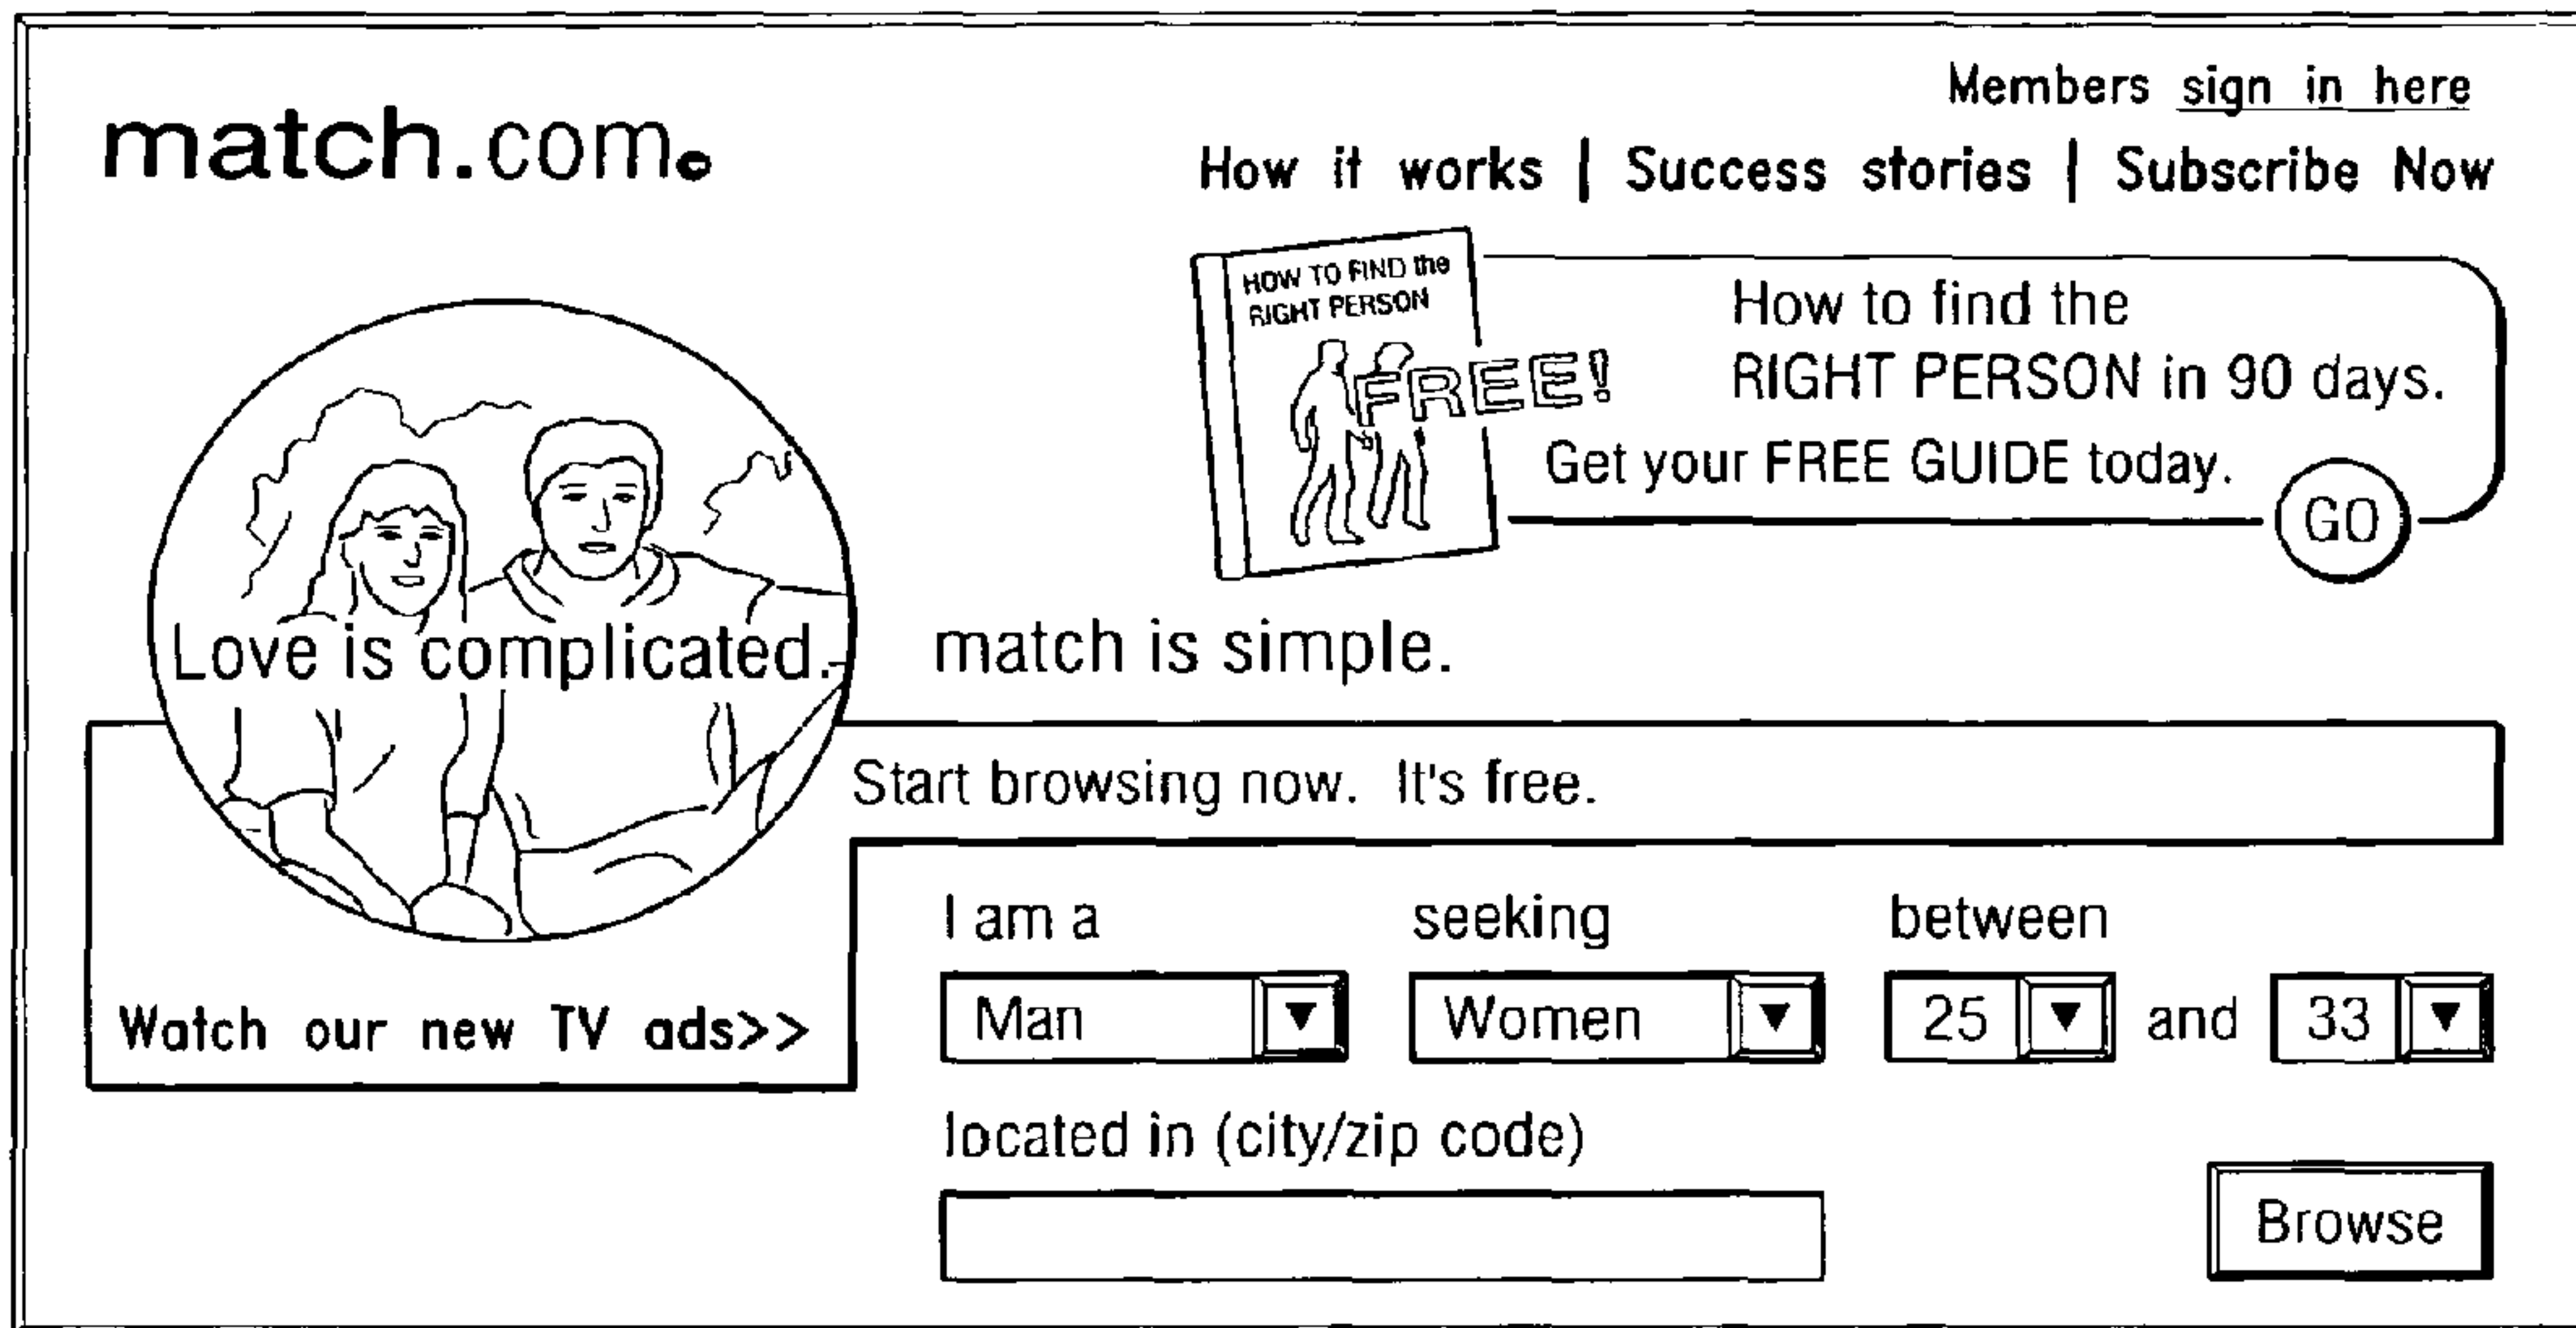 Members sign in here
match.com
How it works | Success stories | Subscribe Now
HOW TO FIND the
RIGHT PERSON
FREE!
How to find the
RIGHT PERSON in 90 days.
Get your FREE GUIDE today.
GO
Love is complicated. match is simple.
Start browsing now. It's free.
I am a seeking between
Man Women 25 and 33
Watch our new TV ads>>
located in (city/zip code)
Browse